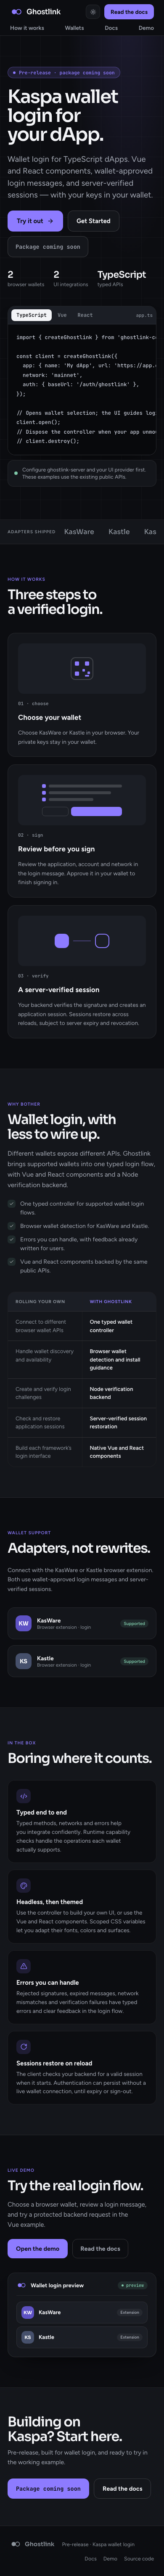 Ghostlink
Read the docs
How it works
Wallets
Docs
Demo
Pre-release · package coming soon
Kaspa wallet
login for
your dApp.
Wallet login for TypeScript dApps. Vue
and React components, wallet-approved
login messages, and server-verified
sessions — with your keys in your wallet.
Try it out →
Get Started
Package coming soon
2
browser wallets
2
UI integrations
TypeScript
typed APIs
TypeScript
Vue
React
app.ts
import { createGhostlink } from 'ghostlink-c
const client = createGhostlink({
app: { name: 'My dApp', url: 'https://app.
network: 'mainnet',
auth: { baseUrl: '/auth/ghostlink' },
});
// Opens wallet selection; the UI guides log
client.open();
// Dispose the controller when your app unmo
// client.destroy();
Configure ghostlink-server and your UI provider first.
These examples use the existing public APIs.
ADAPTERS SHIPPED
KasWare
Kastle
Kas
HOW IT WORKS
Three steps to
a verified login.
01 · choose
Choose your wallet
Choose KasWare or Kastle in your browser. Your
private keys stay in your wallet.
02 · sign
Review before you sign
Review the application, account and network in
the login message. Approve it in your wallet to
finish signing in.
03 · verify
A server-verified session
Your backend verifies the signature and creates an
application session. Sessions restore across
reloads, subject to server expiry and revocation.
WHY BOTHER
Wallet login, with
less to wire up.
Different wallets expose different APIs. Ghostlink
brings supported wallets into one typed login flow,
with Vue and React components and a Node
verification backend.
One typed controller for supported wallet login
flows.
Browser wallet detection for KasWare and Kastle.
Errors you can handle, with feedback already
written for users.
Vue and React components backed by the same
public APIs.
ROLLING YOUR OWN
WITH GHOSTLINK
Connect to different
browser wallet APIs
One typed wallet
controller
Handle wallet discovery
and availability
Browser wallet
detection and install
guidance
Create and verify login
challenges
Node verification
backend
Check and restore
application sessions
Server-verified session
restoration
Build each framework's
login interface
Native Vue and React
components
WALLET SUPPORT
Adapters, not rewrites.
Connect with the KasWare or Kastle browser extension.
Both use wallet-approved login messages and server-
verified sessions.
KW
KasWare
Browser extension · login
Supported
KS
Kastle
Browser extension · login
Supported
IN THE BOX
Boring where it counts.
Typed end to end
Typed methods, networks and errors help
you integrate confidently. Runtime capability
checks handle the operations each wallet
actually supports.
Headless, then themed
Use the controller to build your own UI, or use the
Vue and React components. Scoped CSS variables
let you adapt their fonts, colors and surfaces.
Errors you can handle
Rejected signatures, expired messages, network
mismatches and verification failures have typed
errors and clear feedback in the login flow.
Sessions restore on reload
The client checks your backend for a valid session
when it starts. Authentication can persist without a
live wallet connection, until expiry or sign-out.
LIVE DEMO
Try the real login flow.
Choose a browser wallet, review a login message,
and try a protected backend request in the
Vue example.
Open the demo
Read the docs
Wallet login preview
preview
KW
KasWare
Extension
KS
Kastle
Extension
Building on
Kaspa? Start here.
Pre-release, built for wallet login, and ready to try in
the working example.
Package coming soon
Read the docs
Ghostlink
Pre-release · Kaspa wallet login
Docs
Demo
Source code